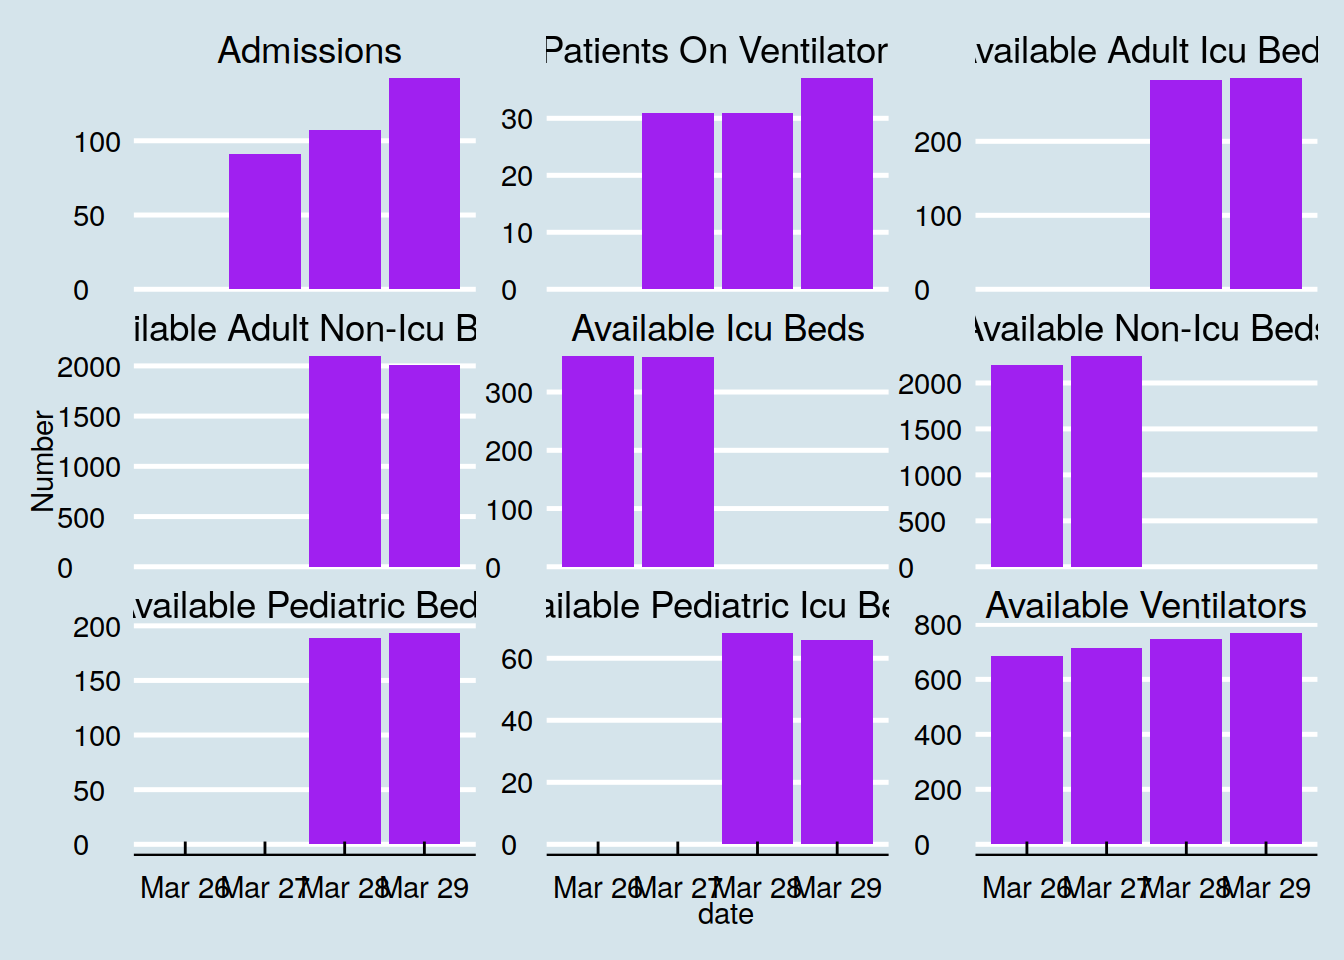 Admissions
Patients On Ventilator
vailable Adult Icu Bed
100
50
0
30
20
10
0
200
100
0
ilable Adult Non-Icu B
Available Icu Beds
Available Non-Icu Beds
2000
1500
1000
500
0
300
200
100
0
2000
1500
1000
500
0
Number
vailable Pediatric Bed
ailable Pediatric Icu Be
Available Ventilators
200
150
100
50
0
60
40
20
0
800
600
400
200
0
Mar 26 Mar 27 Mar 28 Mar 29
Mar 26 Mar 27 Mar 28 Mar 29
Mar 26 Mar 27 Mar 28 Mar 29
date